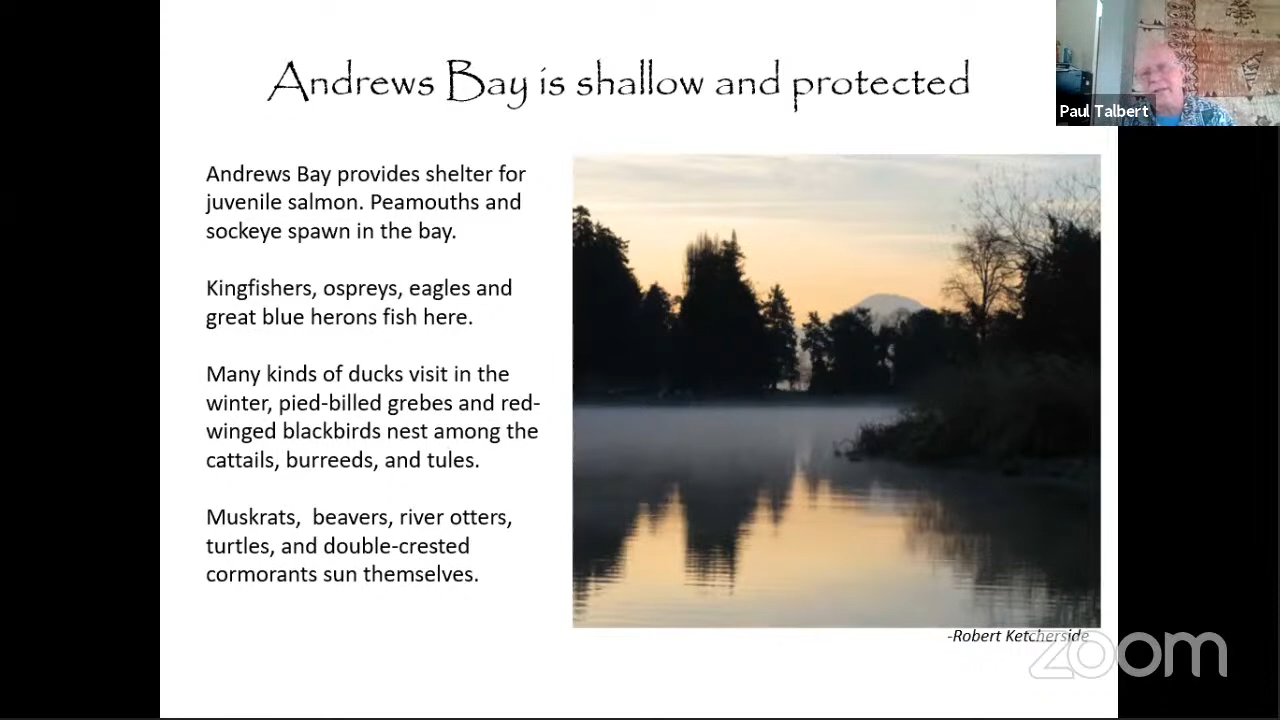 Andrews Bay is shallow and protected
Paul Talbert
Andrews Bay provides shelter for
juvenile salmon. Peamouths and
sockeye spawn in the bay.
Kingfishers, ospreys, eagles and
great blue herons fish here.
Many kinds of ducks visit in the
winter, pied-billed grebes and red-
winged blackbirds nest among the
cattails, burreeds, and tules.
Muskrats,  beavers, river otters,
turtles, and double-crested
cormorants sun themselves.
-Robert Ketcherside
zoom